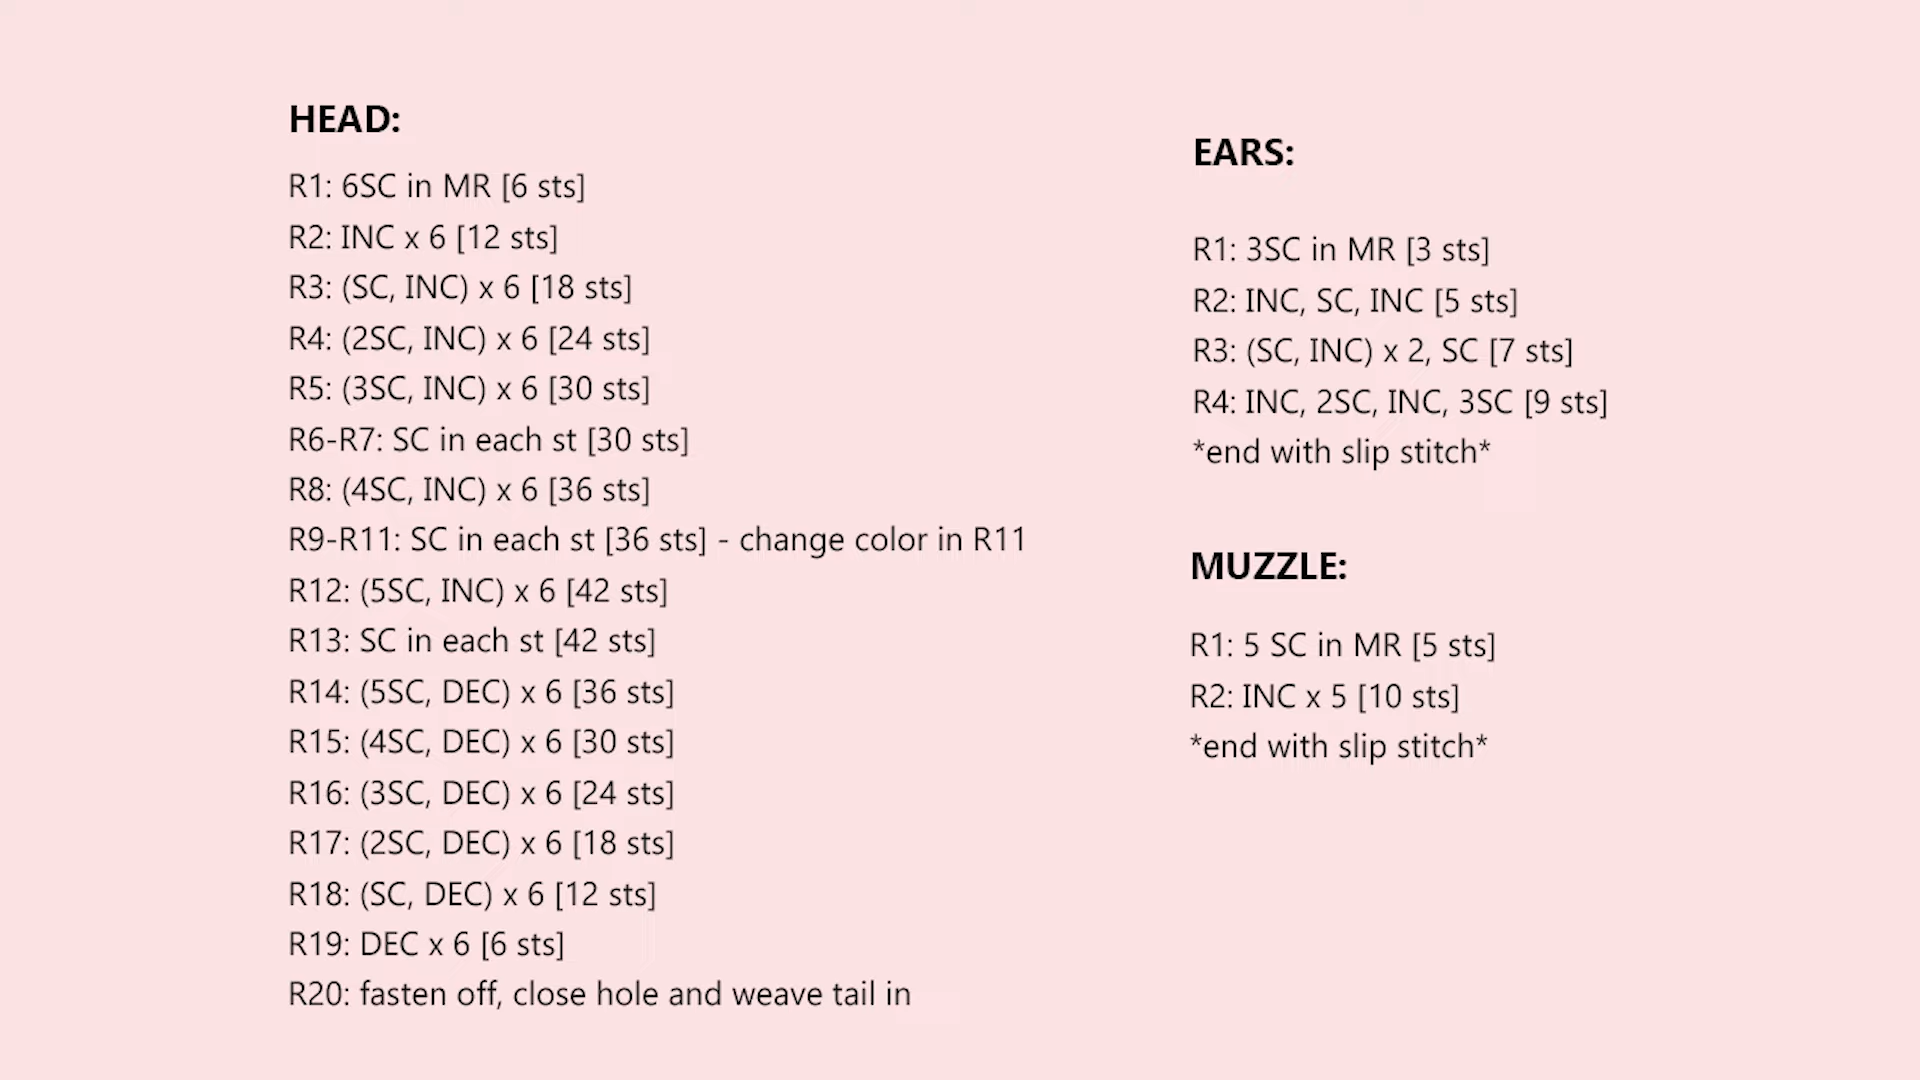 HEAD:
R1: 6SC in MR [6 sts]
R2: INC x 6 [12 sts]
R3: (SC, INC) x 6 [18 sts]
R4: (2SC, INC) x 6 [24 sts]
R5: (3SC, INC) x 6 [30 sts]
R6-R7: SC in each st [30 sts]
R8: (4SC, INC) x 6 [36 sts]
R9-R11: SC in each st [36 sts] - change color in R11
R12: (5SC, INC) x 6 [42 sts]
R13: SC in each st [42 sts]
R14: (5SC, DEC) x 6 [36 sts]
R15: (4SC, DEC) x 6 [30 sts]
R16: (3SC, DEC) x 6 [24 sts]
R17: (2SC, DEC) x 6 [18 sts]
R18: (SC, DEC) x 6 [12 sts]
R19: DEC x 6 [6 sts]
R20: fasten off, close hole and weave tail in
EARS:
R1: 3SC in MR [3 sts]
R2: INC, SC, INC [5 sts]
R3: (SC, INC) x 2, SC [7 sts]
R4: INC, 2SC, INC, 3SC [9 sts]
*end with slip stitch*
MUZZLE:
R1: 5 SC in MR [5 sts]
R2: INC x 5 [10 sts]
*end with slip stitch*